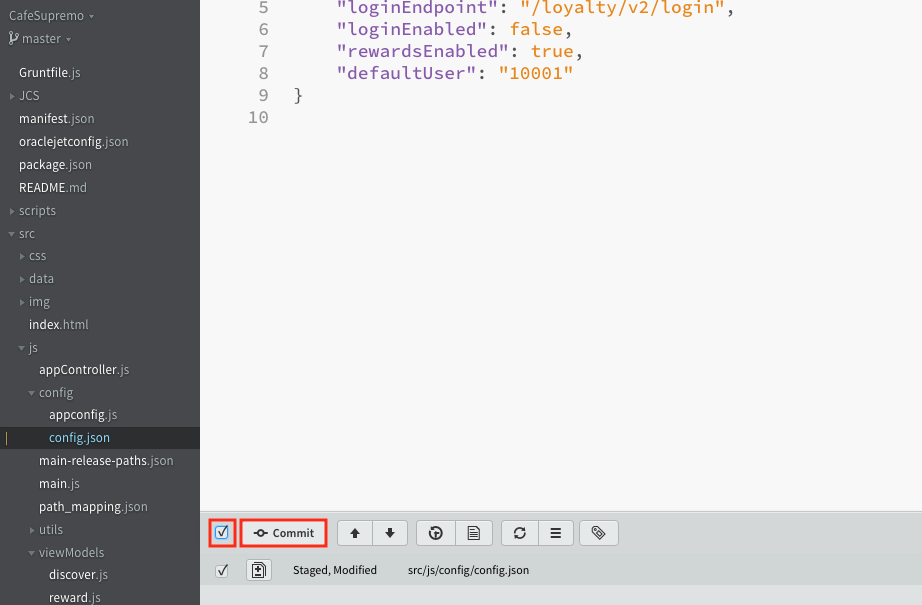 CafeSupremo
master
Gruntfile.js
JCS
manifest.json
oraclejetconfig.json
package.json
README.md
scripts
src
css
data
img
index.html
js
appController.js
config
appconfig.js
config.json
main-release-paths.json
main.js
path_mapping.json
utils
viewModels
discover.js
reward.js
5 "loginEndpoint": "/loyalty/v2/login",
6 "loginEnabled": false,
7 "rewardsEnabled": true,
8 "defaultUser": "10001"
9 }
10
Commit
Staged, Modified src/js/config/config.json